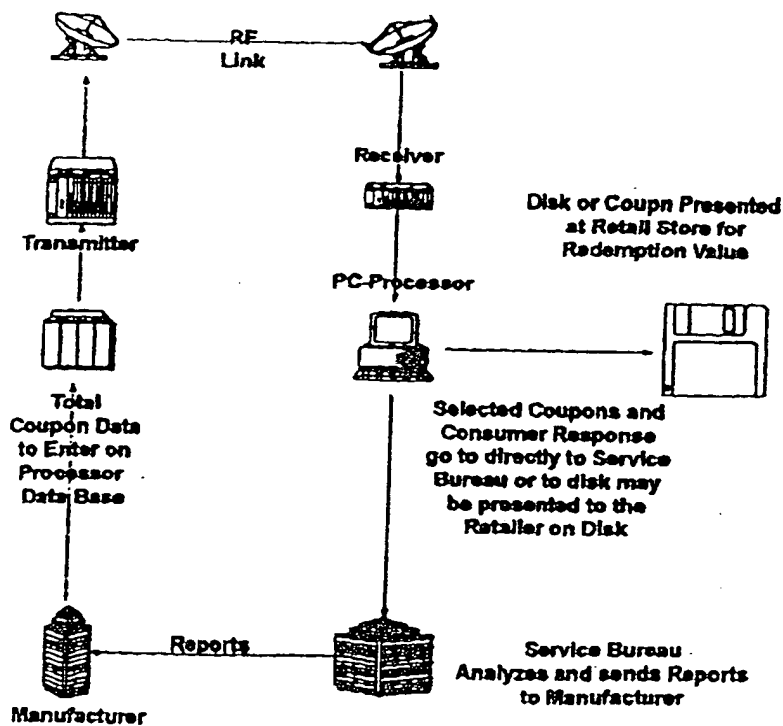 RF
Link
Receiver
Transmitter
Disk or Coupn Presented
at Retail Store for
Redemption Value
PC-Processor
Total
Coupon Data
to Enter on
Processor
Data Base
Selected Coupons and
Consumer Response
go to directly to Service
Bureau or to disk may
be presented to the
Retailer on Disk
Reports
Service Bureau
Analyzes and sends Reports
to Manufacturer
Manufacturer